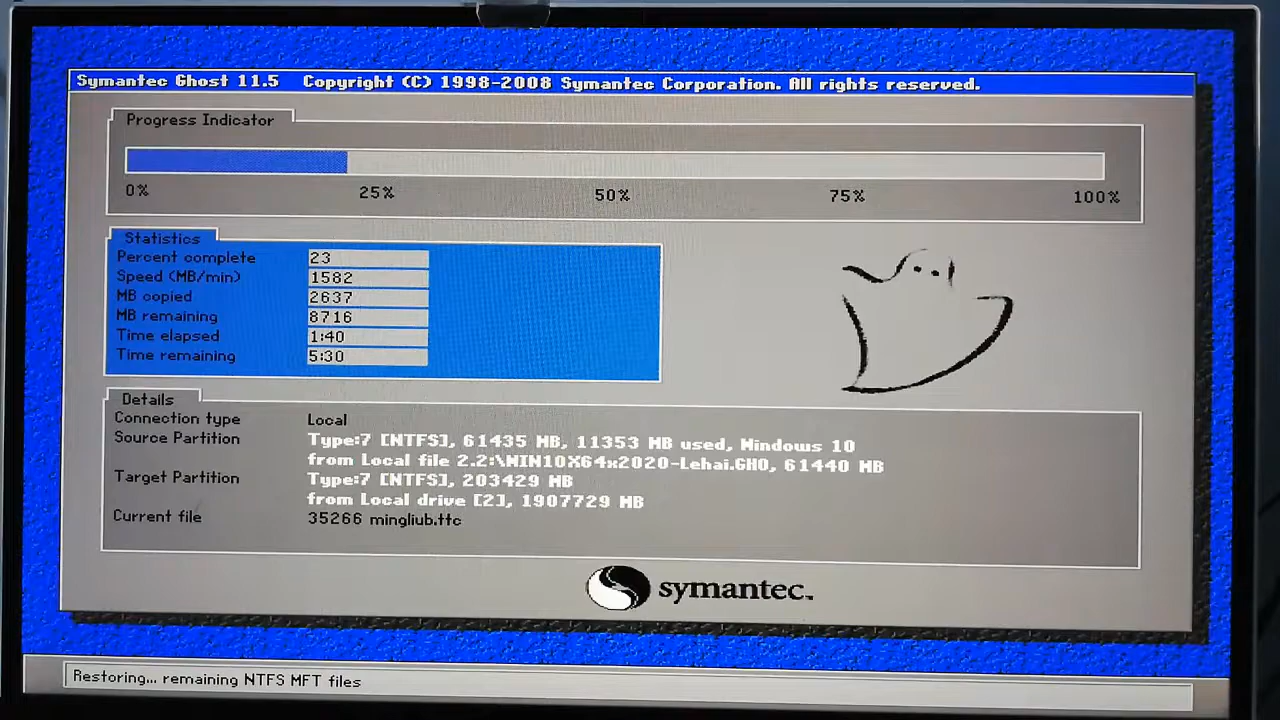 Symantec Ghost 11.5 Copyright (C) 1998-2008 Symantec Corporation. All rights reserved.
Progress Indicator
0% 25% 50% 75% 100%
Statistics
Percent complete 23
Speed (MB/min) 1582
MB copied 2637
MB remaining 8716
Time elapsed 1:40
Time remaining 5:30
Details
Connection type Local
Source Partition Type:7 [NTFS], 61435 MB, 11353 MB used, Windows 10
from Local file 2.2:\WIN10X64x2020-Lehai.GHO, 61440 MB
Target Partition Type:7 [NTFS], 203429 MB
from Local drive [2], 1907729 MB
Current file 35266 mingliub.ttc
symantec.
Restoring... remaining NTFS MFT files